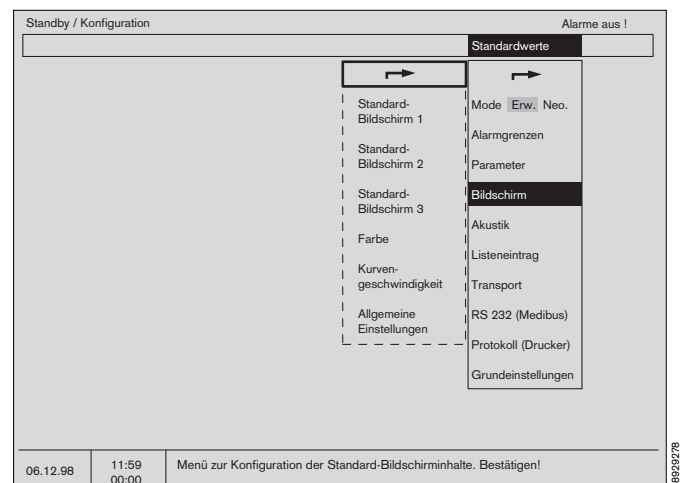 Standby / Konfiguration
Alarme aus !
Standardwerte
Standard-
Bildschirm 1
Standard-
Bildschirm 2
Standard-
Bildschirm 3
Farbe
Kurven-
geschwindigkeit
Allgemeine
Einstellungen
Mode Erw. Neo.
Alarmgrenzen
Parameter
Bildschirm
Akustik
Listeneintrag
Transport
RS 232 (Medibus)
Protokoll (Drucker)
Grundeinstellungen
06.12.98
11:59
00:00
Menü zur Konfiguration der Standard-Bildschirminhalte. Bestätigen!
8929278